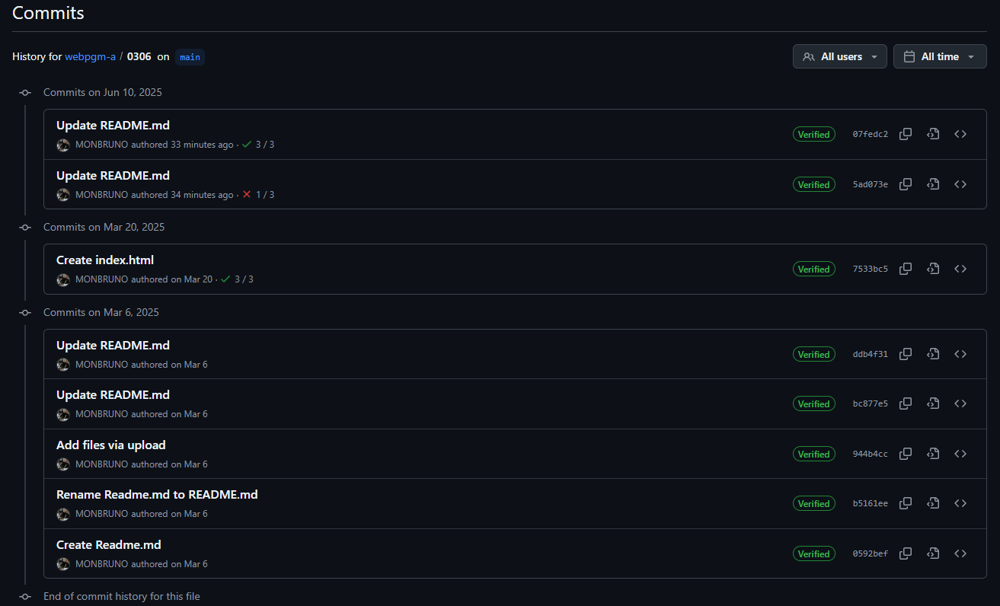 Commits
History for webpgm-a / 0306 on main All users All time
Commits on Jun 10, 2025
Update README.md
MONBRUNO authored 33 minutes ago · 3 / 3
Verified 07fedc2
Update README.md
MONBRUNO authored 34 minutes ago · 1 / 3
Verified 5ad073e
Commits on Mar 20, 2025
Create index.html
MONBRUNO authored on Mar 20 · 3 / 3
Verified 7533bc5
Commits on Mar 6, 2025
Update README.md
MONBRUNO authored on Mar 6
Verified ddb4f31
Update README.md
MONBRUNO authored on Mar 6
Verified bc877e5
Add files via upload
MONBRUNO authored on Mar 6
Verified 944b4cc
Rename Readme.md to README.md
MONBRUNO authored on Mar 6
Verified b5161ee
Create Readme.md
MONBRUNO authored on Mar 6
Verified 0592bef
End of commit history for this file